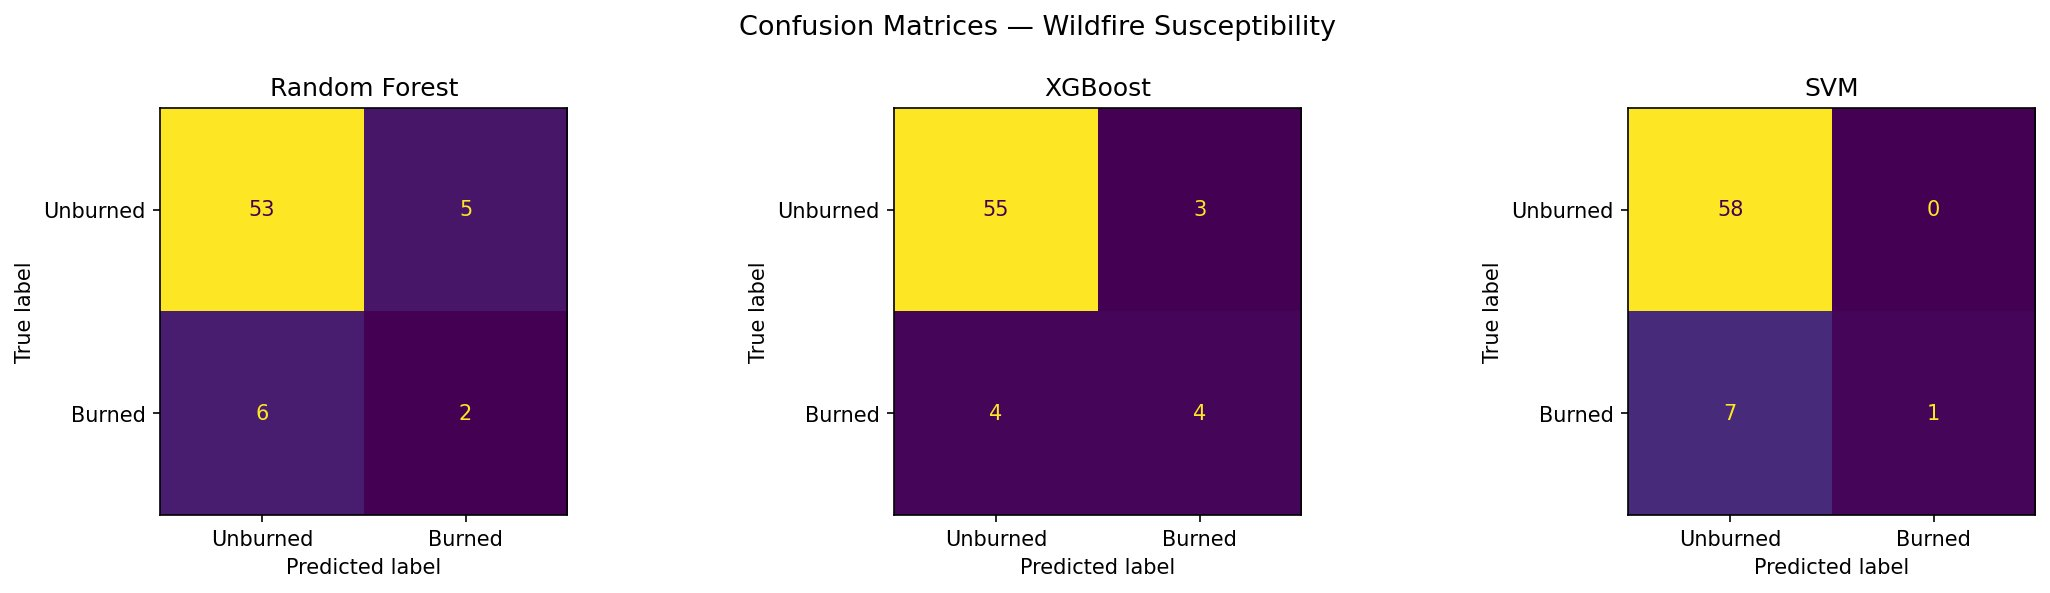 Confusion Matrices — Wildfire Susceptibility
Random Forest
True label
Unburned
53
5
Burned
6
2
Unburned
Burned
Predicted label
XGBoost
True label
Unburned
55
3
Burned
4
4
Unburned
Burned
Predicted label
SVM
True label
Unburned
58
0
Burned
7
1
Unburned
Burned
Predicted label